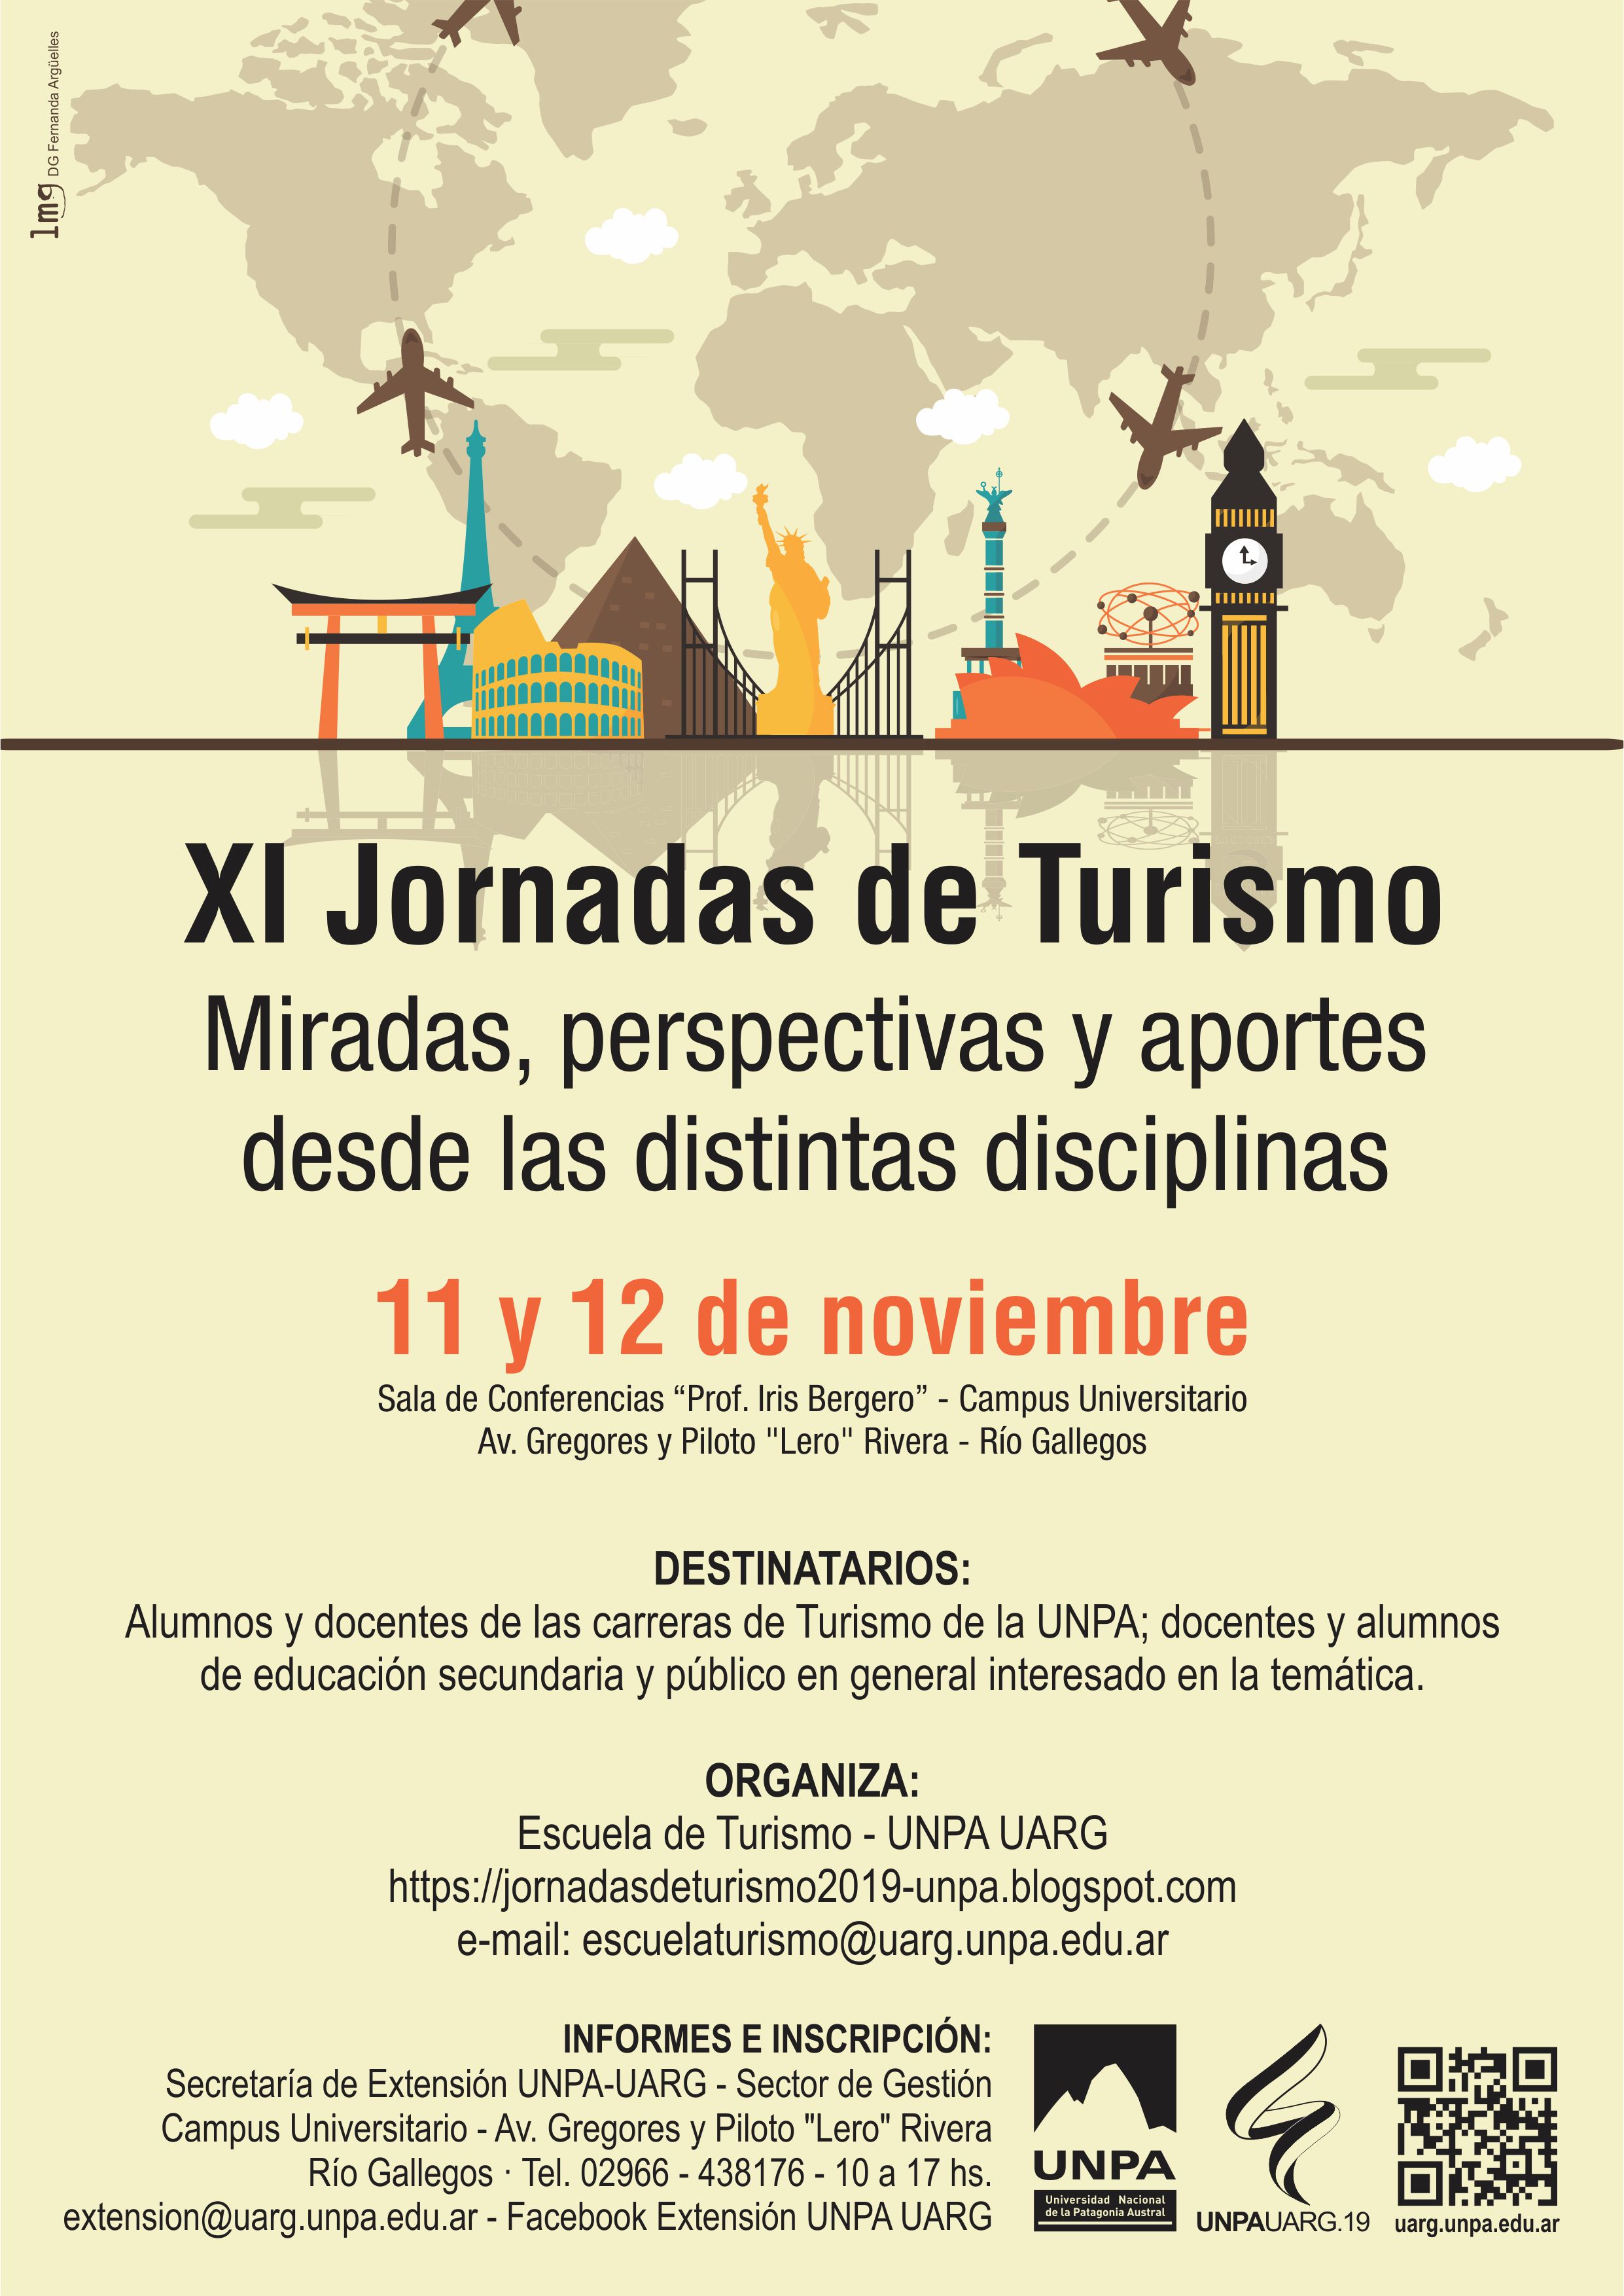 lmg DG Fernanda Argüelles
XI Jornadas de Turismo
Miradas, perspectivas y aportes
desde las distintas disciplinas
11 y 12 de noviembre
Sala de Conferencias “Prof. Iris Bergero” - Campus Universitario
Av. Gregores y Piloto "Lero" Rivera - Río Gallegos
DESTINATARIOS:
Alumnos y docentes de las carreras de Turismo de la UNPA; docentes y alumnos
de educación secundaria y público en general interesado en la temática.
ORGANIZA:
Escuela de Turismo - UNPA UARG
https://jornadasdeturismo2019-unpa.blogspot.com
e-mail: escuelaturismo@uarg.unpa.edu.ar
INFORMES E INSCRIPCIÓN:
Secretaría de Extensión UNPA-UARG - Sector de Gestión
Campus Universitario - Av. Gregores y Piloto "Lero" Rivera
Río Gallegos · Tel. 02966 - 438176 - 10 a 17 hs.
extension@uarg.unpa.edu.ar - Facebook Extensión UNPA UARG
UNPA
Universidad Nacional
de la Patagonia Austral
UNPAUARG.19
uarg.unpa.edu.ar